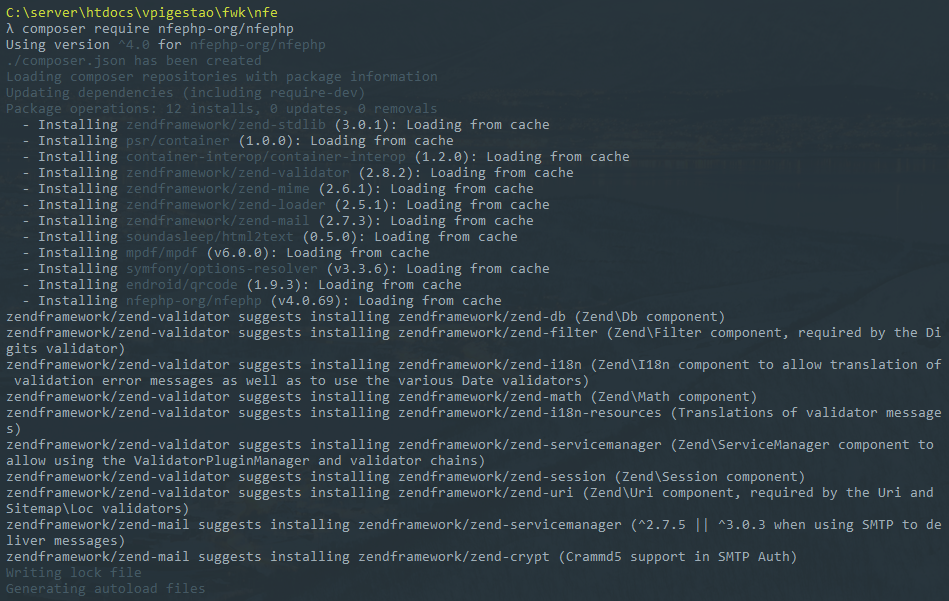 C:\server\htdocs\vpigestao\fwk\nfe
λ composer require nfephp-org/nfephp
Using version ^4.0 for nfephp-org/nfephp
./composer.json has been created
Loading composer repositories with package information
Updating dependencies (including require-dev)
Package operations: 12 installs, 0 updates, 0 removals
  - Installing zendframework/zend-stdlib (3.0.1): Loading from cache
  - Installing psr/container (1.0.0): Loading from cache
  - Installing container-interop/container-interop (1.2.0): Loading from cache
  - Installing zendframework/zend-validator (2.8.2): Loading from cache
  - Installing zendframework/zend-mime (2.6.1): Loading from cache
  - Installing zendframework/zend-loader (2.5.1): Loading from cache
  - Installing zendframework/zend-mail (2.7.3): Loading from cache
  - Installing soundasleep/html2text (0.5.0): Loading from cache
  - Installing mpdf/mpdf (v6.0.0): Loading from cache
  - Installing symfony/options-resolver (v3.3.6): Loading from cache
  - Installing endroid/qrcode (1.9.3): Loading from cache
  - Installing nfephp-org/nfephp (v4.0.69): Loading from cache
zendframework/zend-validator suggests installing zendframework/zend-db (Zend\Db component)
zendframework/zend-validator suggests installing zendframework/zend-filter (Zend\Filter component, required by the Di
gits validator)
zendframework/zend-validator suggests installing zendframework/zend-i18n (Zend\I18n component to allow translation of
 validation error messages as well as to use the various Date validators)
zendframework/zend-validator suggests installing zendframework/zend-math (Zend\Math component)
zendframework/zend-validator suggests installing zendframework/zend-i18n-resources (Translations of validator message
s)
zendframework/zend-validator suggests installing zendframework/zend-servicemanager (Zend\ServiceManager component to
allow using the ValidatorPluginManager and validator chains)
zendframework/zend-validator suggests installing zendframework/zend-session (Zend\Session component)
zendframework/zend-validator suggests installing zendframework/zend-uri (Zend\Uri component, required by the Uri and
Sitemap\Loc validators)
zendframework/zend-mail suggests installing zendframework/zend-servicemanager (^2.7.5 || ^3.0.3 when using SMTP to de
liver messages)
zendframework/zend-mail suggests installing zendframework/zend-crypt (Crammd5 support in SMTP Auth)
Writing lock file
Generating autoload files